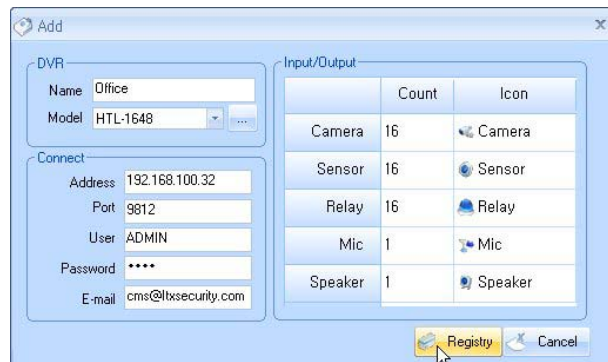 Add
DVR
Name Office
Model HTL-1648 ...
Connect
Address 192.168.100.32
Port 9812
User ADMIN
Password ••••
E-mail cms@ltxsecurity.com
Input/Output
Count Icon
Camera 16 Camera
Sensor 16 Sensor
Relay 16 Relay
Mic 1 Mic
Speaker 1 Speaker
Registry Cancel